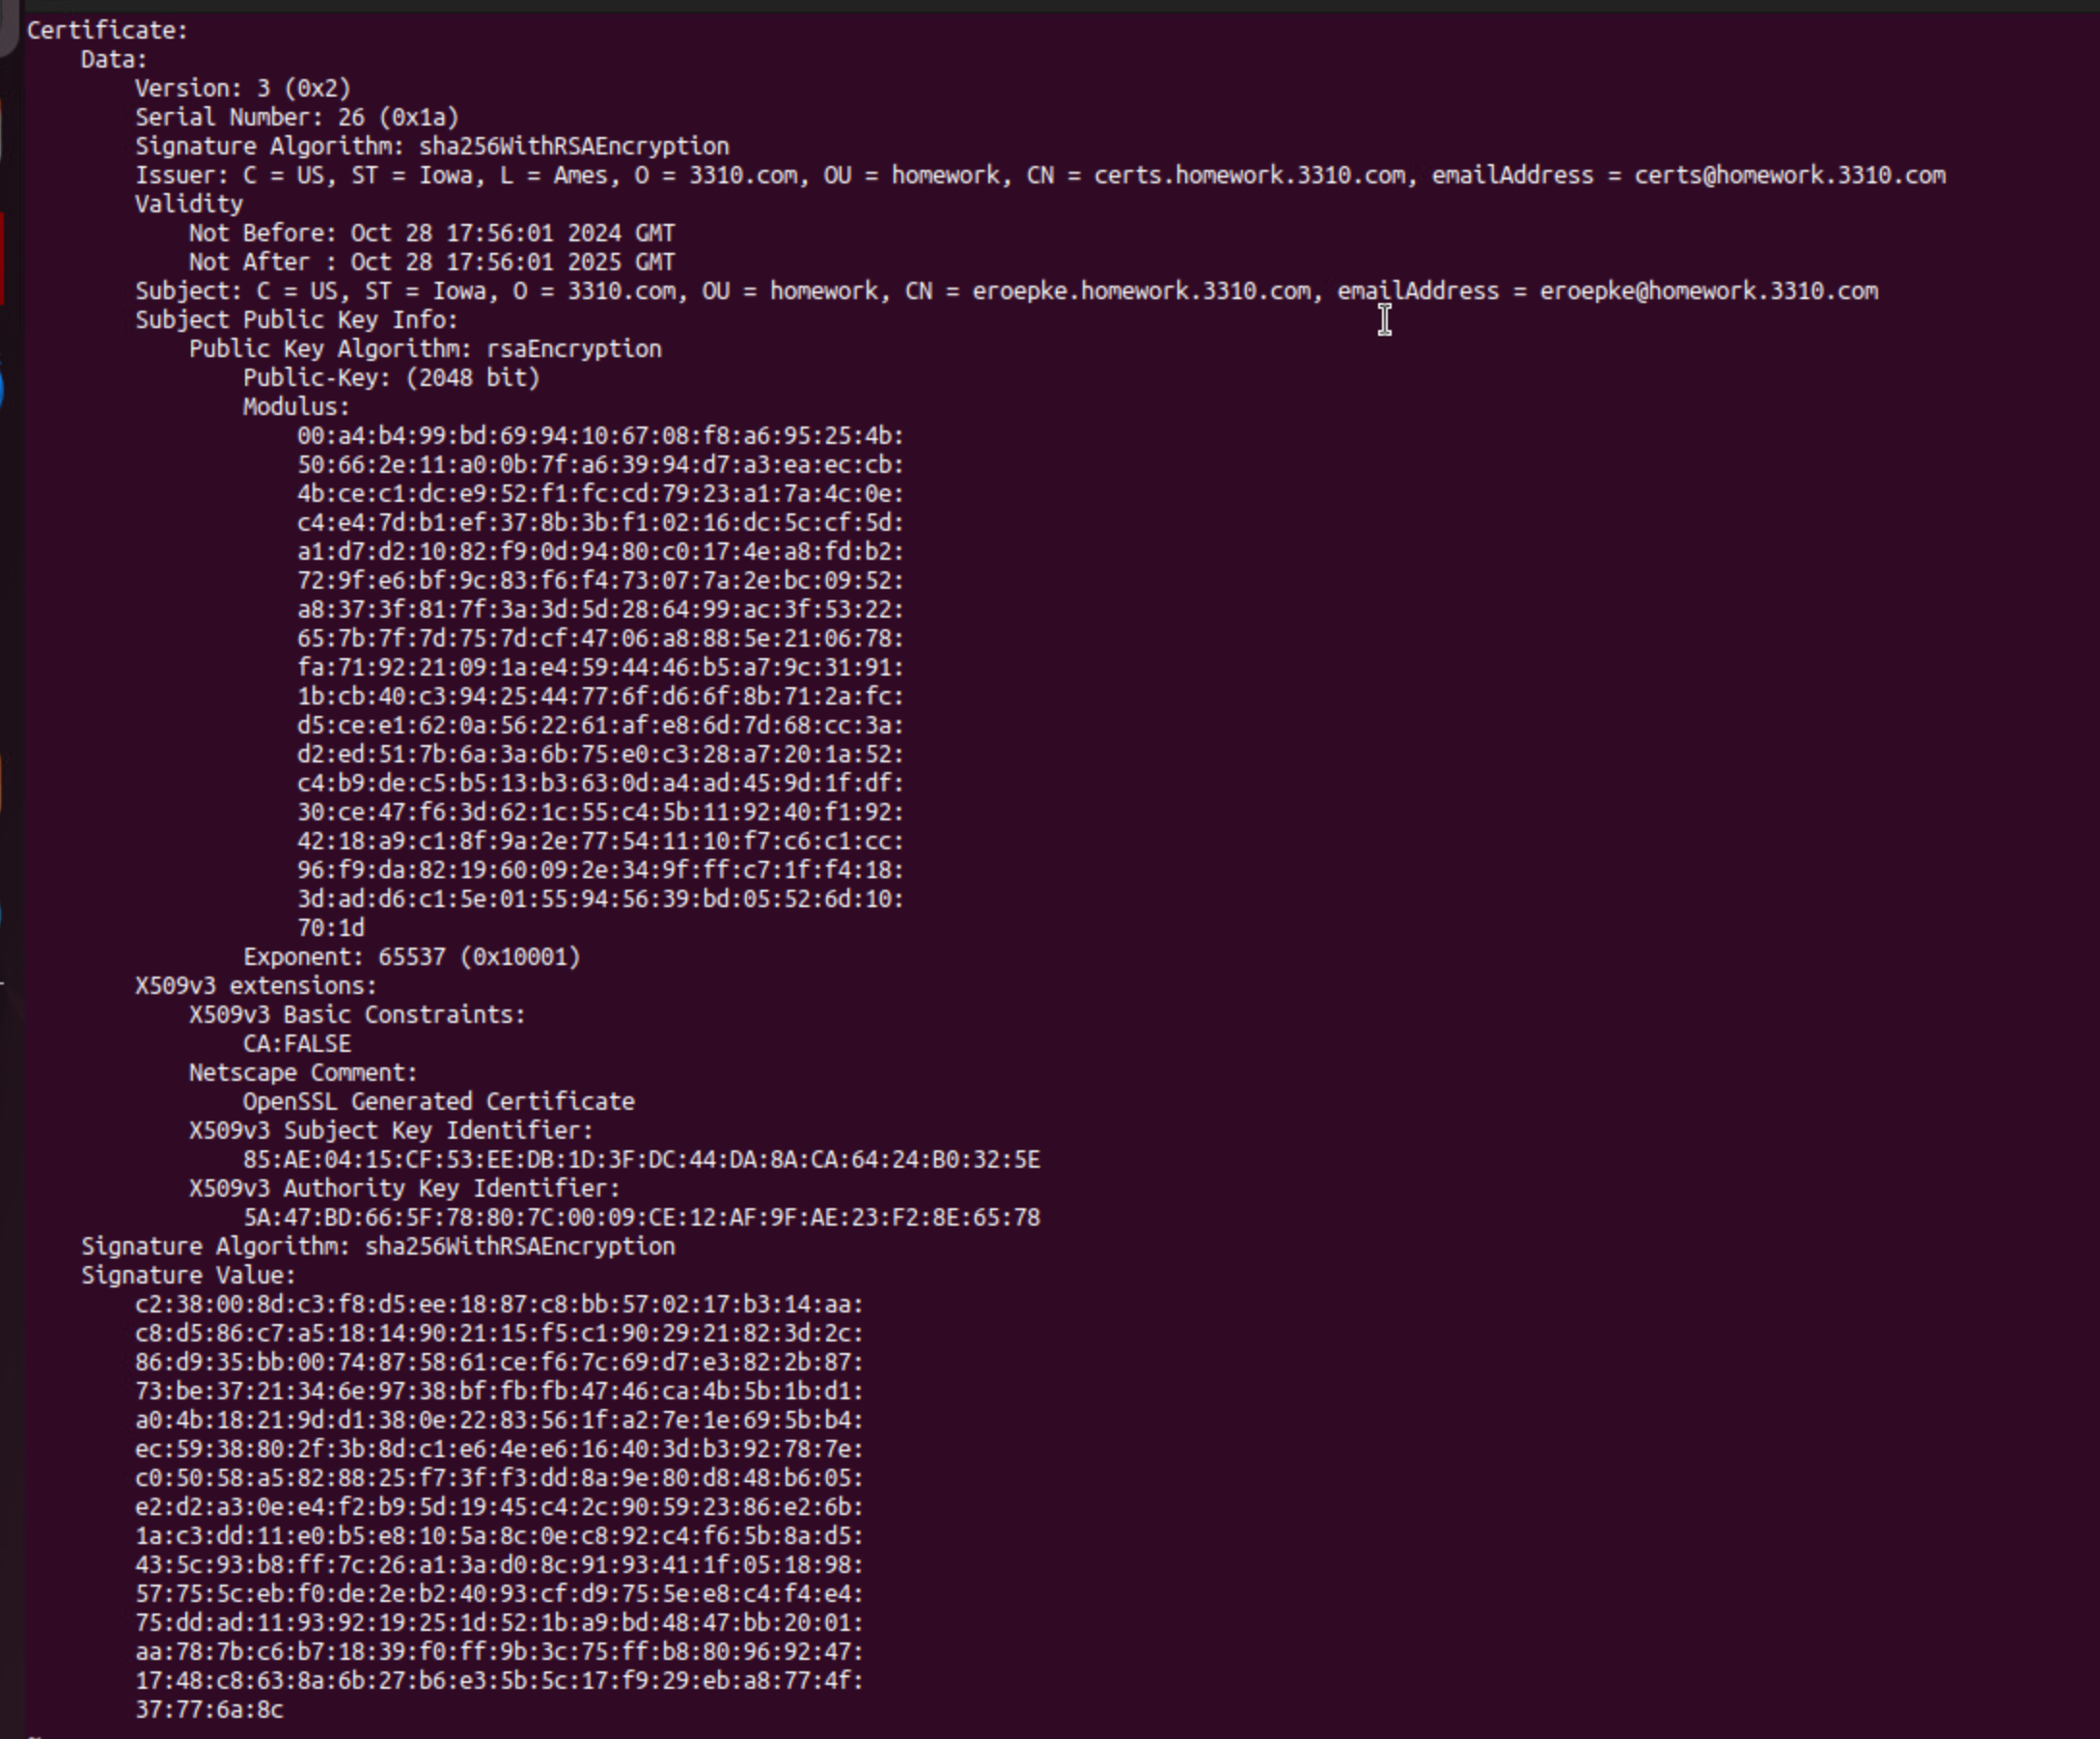 Certificate:
Data:
Version: 3 (0x2)
Serial Number: 26 (0x1a)
Signature Algorithm: sha256WithRSAEncryption
Issuer: C = US, ST = Iowa, L = Ames, O = 3310.com, OU = homework, CN = certs.homework.3310.com, emailAddress = certs@homework.3310.com
Validity
Not Before: Oct 28 17:56:01 2024 GMT
Not After : Oct 28 17:56:01 2025 GMT
Subject: C = US, ST = Iowa, O = 3310.com, OU = homework, CN = eroepke.homework.3310.com, emailAddress = eroepke@homework.3310.com
Subject Public Key Info:
Public Key Algorithm: rsaEncryption
Public-Key: (2048 bit)
Modulus:
00:a4:b4:99:bd:69:94:10:67:08:f8:a6:95:25:4b:
50:66:2e:11:a0:0b:7f:a6:39:94:d7:a3:ea:ec:cb:
4b:ce:c1:dc:e9:52:f1:fc:cd:79:23:a1:7a:4c:0e:
c4:e4:7d:b1:ef:37:8b:3b:f1:02:16:dc:5c:cf:5d:
a1:d7:d2:10:82:f9:0d:94:80:c0:17:4e:a8:fd:b2:
72:9f:e6:bf:9c:83:f6:f4:73:07:7a:2e:bc:09:52:
a8:37:3f:81:7f:3a:3d:5d:28:64:99:ac:3f:53:22:
65:7b:7f:7d:75:7d:cf:47:06:a8:88:5e:21:06:78:
fa:71:92:21:09:1a:e4:59:44:46:b5:a7:9c:31:91:
1b:cb:40:c3:94:25:44:77:6f:d6:6f:8b:71:2a:fc:
d5:ce:e1:62:0a:56:22:61:af:e8:6d:7d:68:cc:3a:
d2:ed:51:7b:6a:3a:6b:75:e0:c3:28:a7:20:1a:52:
c4:b9:de:c5:b5:13:b3:63:0d:a4:ad:45:9d:1f:df:
30:ce:47:f6:3d:62:1c:55:c4:5b:11:92:40:f1:92:
42:18:a9:c1:8f:9a:2e:77:54:11:10:f7:c6:c1:cc:
96:f9:da:82:19:60:09:2e:34:9f:ff:c7:1f:f4:18:
3d:ad:d6:c1:5e:01:55:94:56:39:bd:05:52:6d:10:
70:1d
Exponent: 65537 (0x10001)
X509v3 extensions:
X509v3 Basic Constraints:
CA:FALSE
Netscape Comment:
OpenSSL Generated Certificate
X509v3 Subject Key Identifier:
85:AE:04:15:CF:53:EE:DB:1D:3F:DC:44:DA:8A:CA:64:24:B0:32:5E
X509v3 Authority Key Identifier:
5A:47:BD:66:5F:78:80:7C:00:09:CE:12:AF:9F:AE:23:F2:8E:65:78
Signature Algorithm: sha256WithRSAEncryption
Signature Value:
c2:38:00:8d:c3:f8:d5:ee:18:87:c8:bb:57:02:17:b3:14:aa:
c8:d5:86:c7:a5:18:14:90:21:15:f5:c1:90:29:21:82:3d:2c:
86:d9:35:bb:00:74:87:58:61:ce:f6:7c:69:d7:e3:82:2b:87:
73:be:37:21:34:6e:97:38:bf:fb:fb:47:46:ca:4b:5b:1b:d1:
a0:4b:18:21:9d:d1:38:0e:22:83:56:1f:a2:7e:1e:69:5b:b4:
ec:59:38:80:2f:3b:8d:c1:e6:4e:e6:16:40:3d:b3:92:78:7e:
c0:50:58:a5:82:88:25:f7:3f:f3:dd:8a:9e:80:d8:48:b6:05:
e2:d2:a3:0e:e4:f2:b9:5d:19:45:c4:2c:90:59:23:86:e2:6b:
1a:c3:dd:11:e0:b5:e8:10:5a:8c:0e:c8:92:c4:f6:5b:8a:d5:
43:5c:93:b8:ff:7c:26:a1:3a:d0:8c:91:93:41:1f:05:18:98:
57:75:5c:eb:f0:de:2e:b2:40:93:cf:d9:75:5e:e8:c4:f4:e4:
75:dd:ad:11:93:92:19:25:1d:52:1b:a9:bd:48:47:bb:20:01:
aa:78:7b:c6:b7:18:39:f0:ff:9b:3c:75:ff:b8:80:96:92:47:
17:48:c8:63:8a:6b:27:b6:e3:5b:5c:17:f9:29:eb:a8:77:4f:
37:77:6a:8c